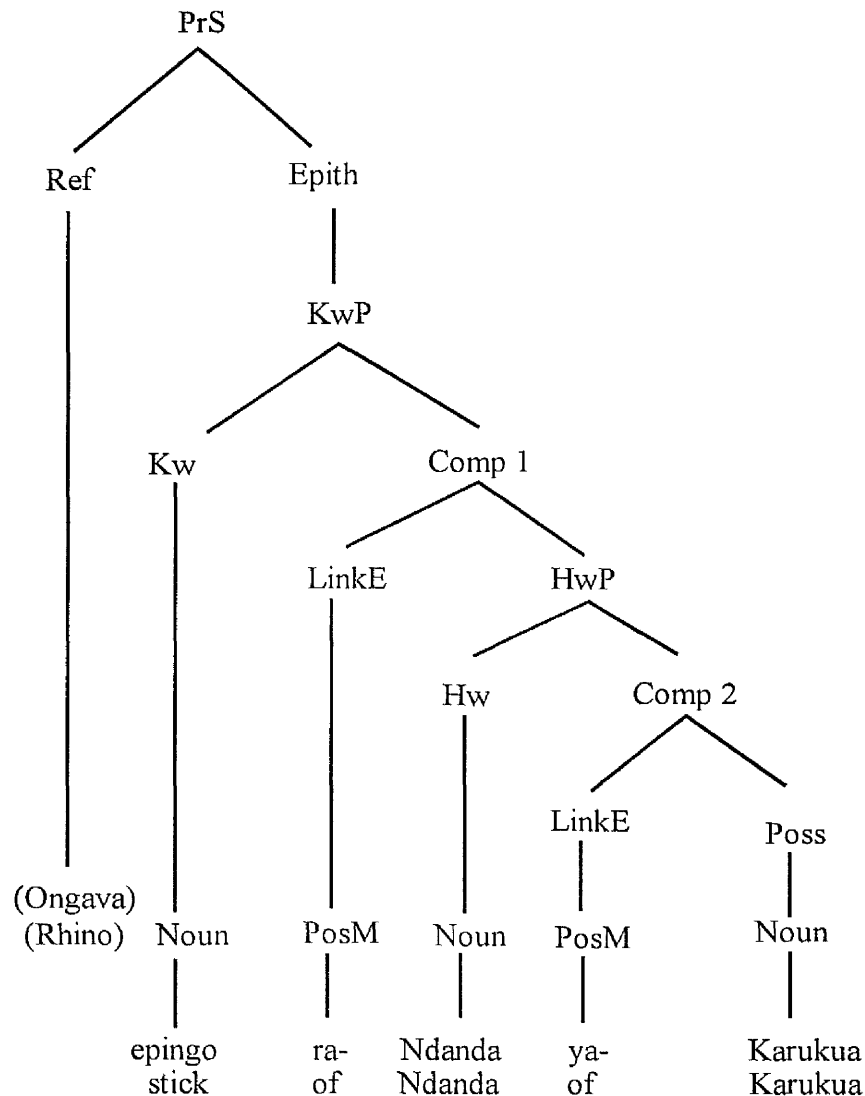 PrS
Ref Epith
KwP
Kw Comp 1
LinkE HwP
Hw Comp 2
LinkE Poss
(Ongava)
(Rhino) Noun PosM Noun PosM Noun
epingo ra- Ndanda ya- Karukua
stick of Ndanda of Karukua